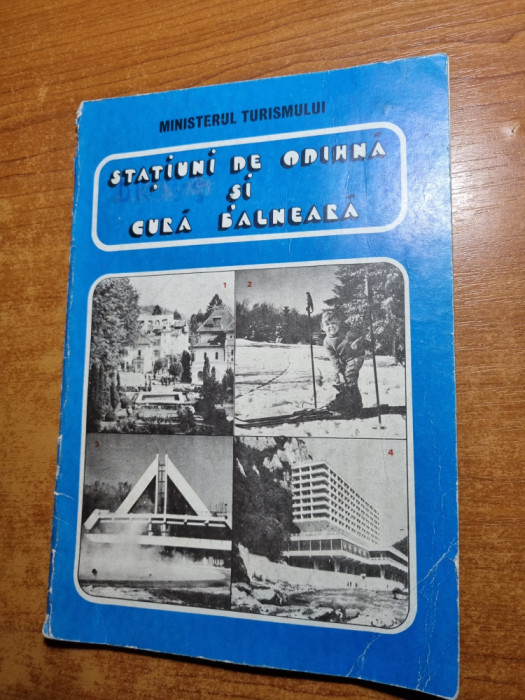 MINISTERUL TURISMULUI
STAȚIUNI DE ODIHNĂ
ȘI
CURĂ BALNEARĂ
1 2
3 4